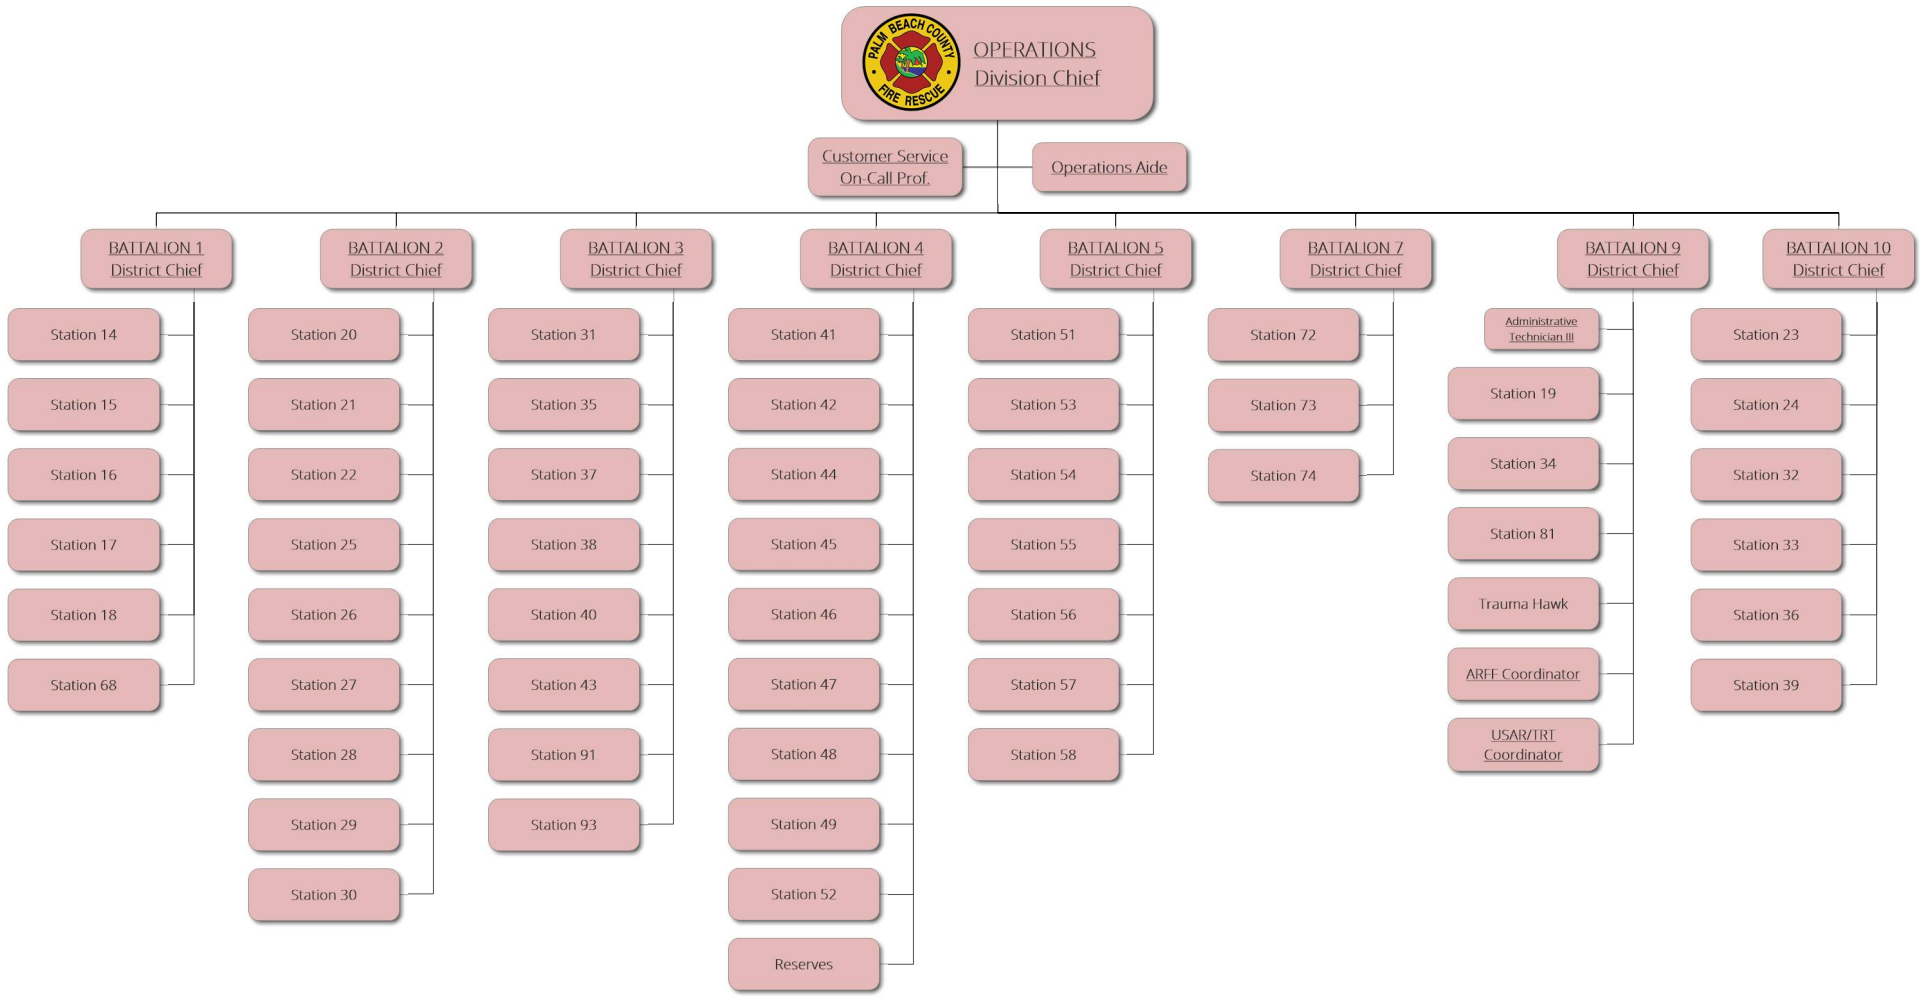 PALM BEACH COUNTY
FIRE RESCUE
OPERATIONS
Division Chief
Customer Service
On-Call Prof.
Operations Aide
BATTALION 1
District Chief
Station 14
Station 15
Station 16
Station 17
Station 18
Station 68
BATTALION 2
District Chief
Station 20
Station 21
Station 22
Station 25
Station 26
Station 27
Station 28
Station 29
Station 30
BATTALION 3
District Chief
Station 31
Station 35
Station 37
Station 38
Station 40
Station 43
Station 91
Station 93
BATTALION 4
District Chief
Station 41
Station 42
Station 44
Station 45
Station 46
Station 47
Station 48
Station 49
Station 52
Reserves
BATTALION 5
District Chief
Station 51
Station 53
Station 54
Station 55
Station 56
Station 57
Station 58
BATTALION 7
District Chief
Station 72
Station 73
Station 74
BATTALION 9
District Chief
Administrative
Technician III
Station 19
Station 34
Station 81
Trauma Hawk
ARFF Coordinator
USAR/TRT
Coordinator
BATTALION 10
District Chief
Station 23
Station 24
Station 32
Station 33
Station 36
Station 39